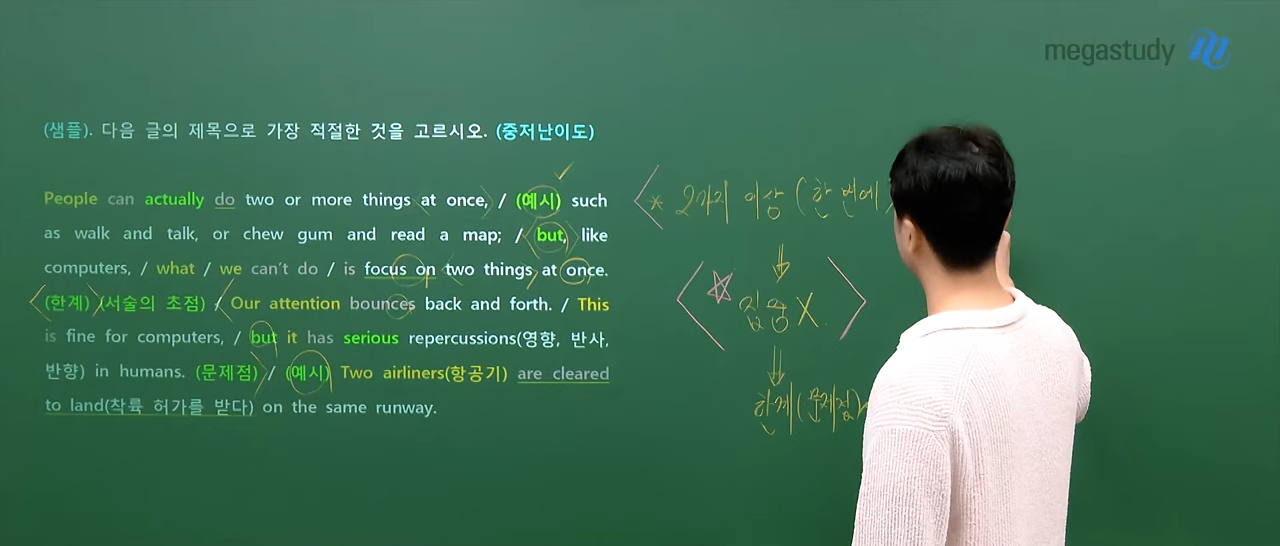 megastudy
(샘플). 다음 글의 제목으로 가장 적절한 것을 고르시오. (중저난이도)
People can actually do two or more things at once, / (예시) such
as walk and talk, or chew gum and read a map; / but, like
computers, / what / we can't do / is focus on two things at once.
(한계) (서술의 초점) / Our attention bounces back and forth. / This
is fine for computers, / but it has serious repercussions(영향, 반사,
반향) in humans. (문제점) / (예시) Two airliners(항공기) are cleared
to land(착륙 허가를 받다) on the same runway.
* 2가지 이상 (한 번에
집중 X
한계(문제점)